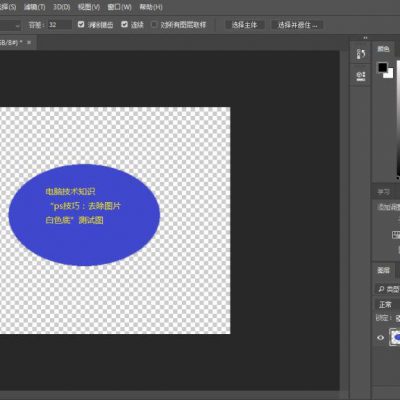 选择(S) 滤镜(T) 3D(D) 视图(V) 窗口(W) 帮助(H)
容差: 32 消除锯齿 连续 对所有图层取样 选择主体 选择并遮住...
GB/8#) * ×
颜色
电脑技术知识
“ps技巧：去除图片
白色底”测试图
学习
添加调整
图层
类型
正常
锁定: